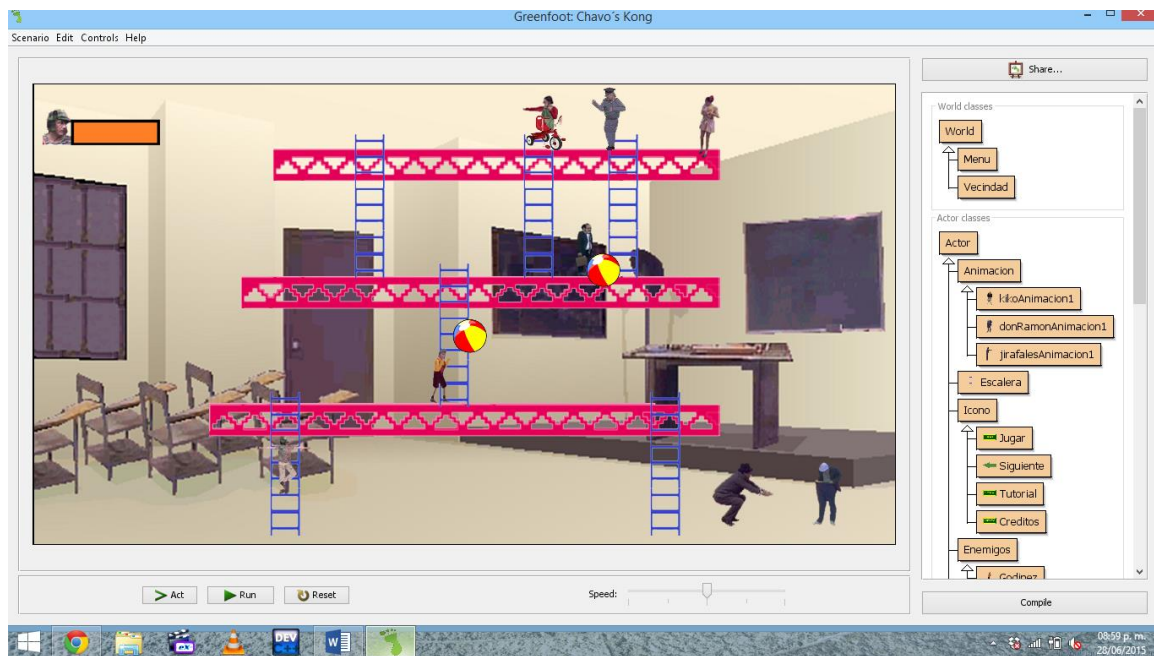 Greenfoot: Chavo´s Kong
Scenario Edit Controls Help
Share...
World classes
World
Menu
Vecindad
Actor classes
Actor
Animacion
kikoAnimacion1
donRamonAnimacion1
jirafalesAnimacion1
Escalera
Icono
Jugar
Siguiente
Tutorial
Creditos
Enemigos
Godinez
Act Run Reset Speed:
Compile
DEV
08:59 p. m.
28/06/2015